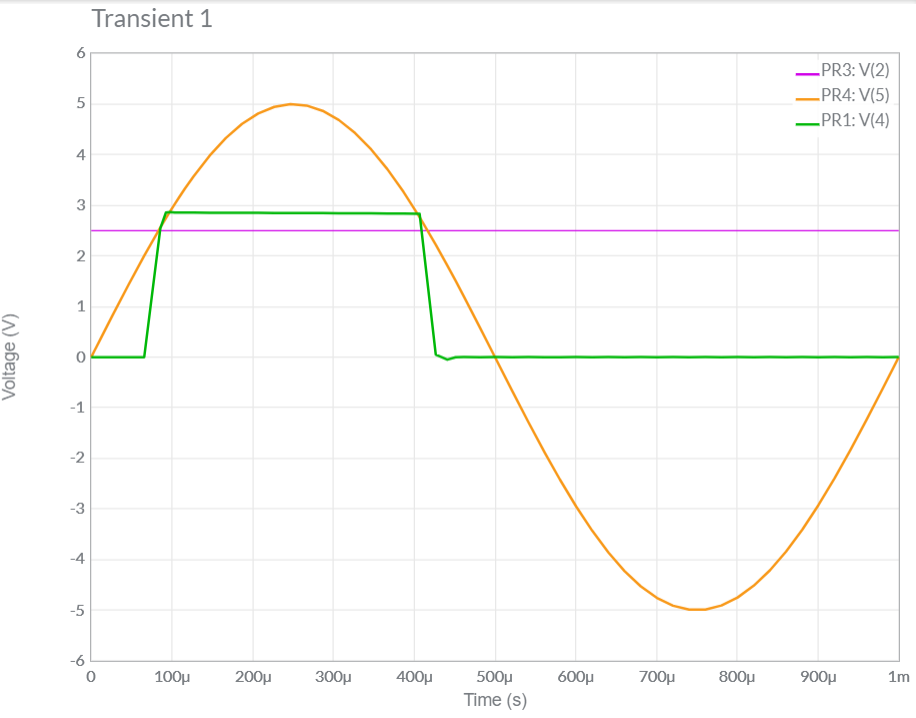 Transient 1
PR3: V(2)
PR4: V(5)
PR1: V(4)
6
5
4
3
2
1
0
-1
-2
-3
-4
-5
-6
Voltage (V)
0 100µ 200µ 300µ 400µ 500µ 600µ 700µ 800µ 900µ 1m
Time (s)